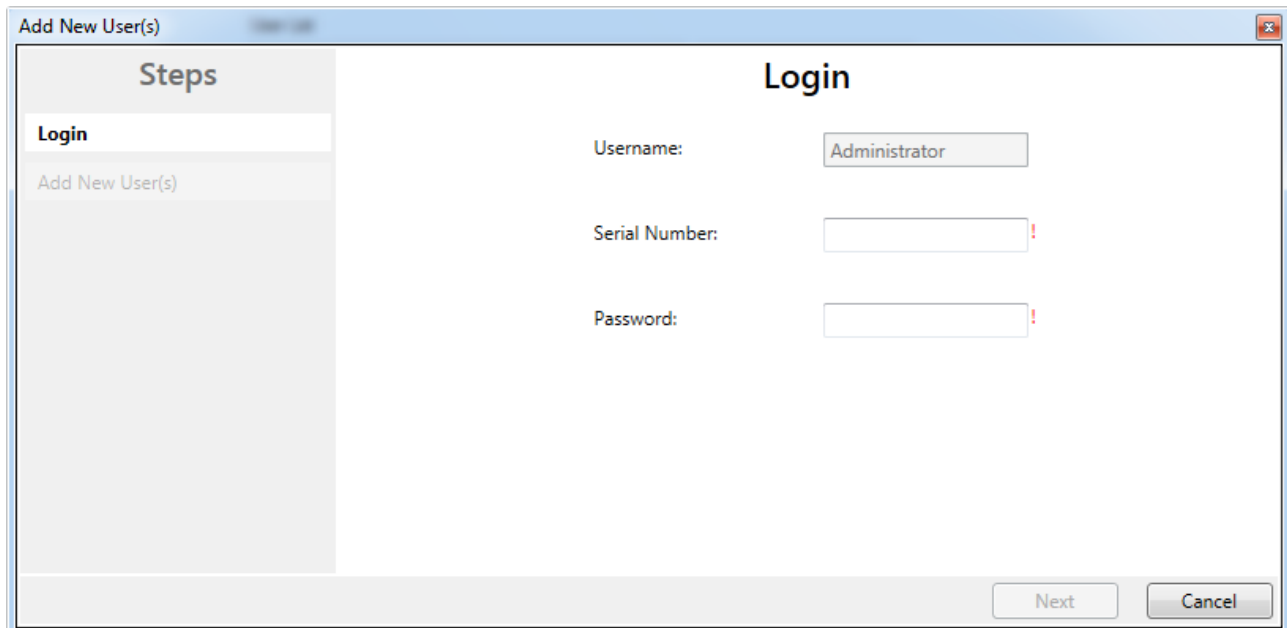 Add New User(s)
Steps
Login
Add New User(s)
Login
Username:
Administrator
Serial Number:
!
Password:
!
Next
Cancel